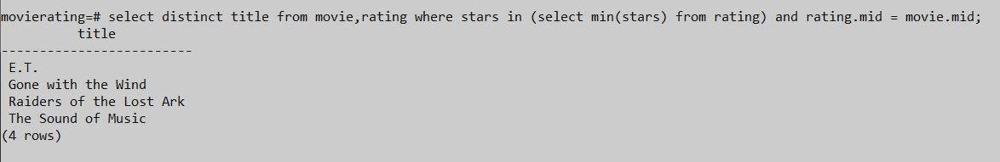 movierating=# select distinct title from movie,rating where stars in (select min(stars) from rating) and rating.mid = movie.mid;
title
-------------------------
E.T.
Gone with the Wind
Raiders of the Lost Ark
The Sound of Music
(4 rows)